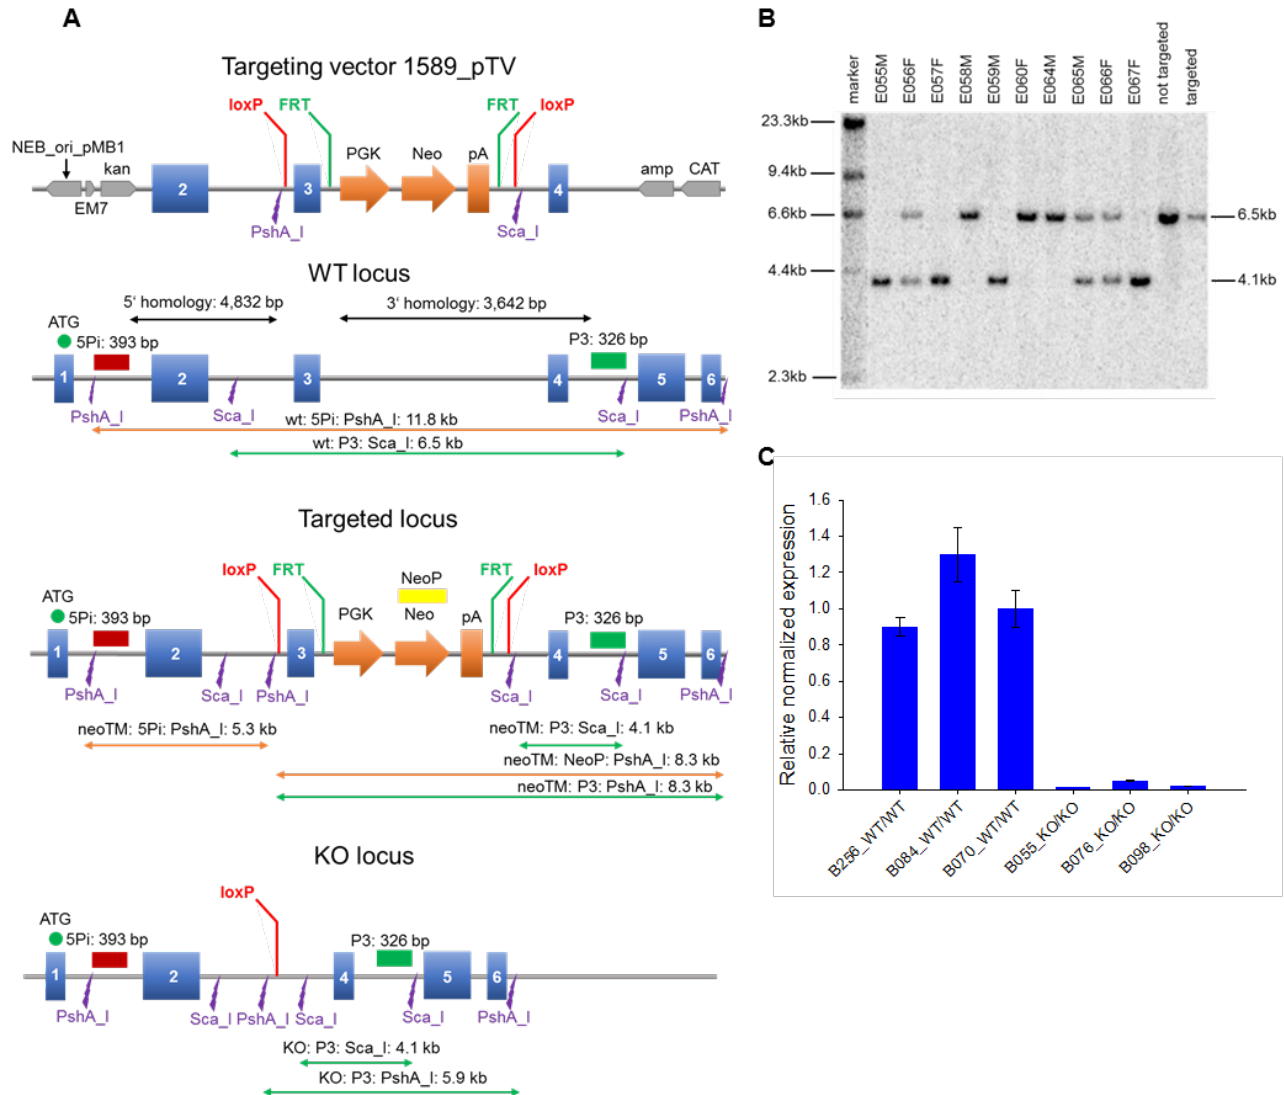 A
Targeting vector 1589_pTV
loxP FRT FRT loxP
NEB_ori_pMB1
kan
PGK Neo pA
amp CAT
2 3 4
EM7
PshA_I Sca_I
WT locus
5' homology: 4,832 bp 3' homology: 3,642 bp
ATG
5Pi: 393 bp P3: 326 bp
1 2 3 4 5 6
PshA_I Sca_I Sca_I PshA_I
wt: 5Pi: PshA_I: 11.8 kb
wt: P3: Sca_I: 6.5 kb
Targeted locus
loxP FRT FRT loxP
NeoP
ATG
5Pi: 393 bp PGK Neo pA P3: 326 bp
1 2 3 4 5 6
PshA_I Sca_I PshA_I Sca_I Sca_I PshA_I
neoTM: 5Pi: PshA_I: 5.3 kb neoTM: P3: Sca_I: 4.1 kb
neoTM: NeoP: PshA_I: 8.3 kb
neoTM: P3: PshA_I: 8.3 kb
KO locus
loxP
ATG
5Pi: 393 bp P3: 326 bp
1 2 4 5 6
PshA_I Sca_I PshA_I Sca_I Sca_I PshA_I
KO: P3: Sca_I: 4.1 kb
KO: P3: PshA_I: 5.9 kb
B
marker E055M E056F E057F E058M E059M E060F E064M E065M E066F E067F not targeted targeted
23.3kb
9.4kb
6.6kb
4.4kb
2.3kb
6.5kb
4.1kb
C
Relative normalized expression
1.6
1.4
1.2
1.0
0.8
0.6
0.4
0.2
0.0
B256_WT/WT B084_WT/WT B070_WT/WT B055_KO/KO B076_KO/KO B098_KO/KO